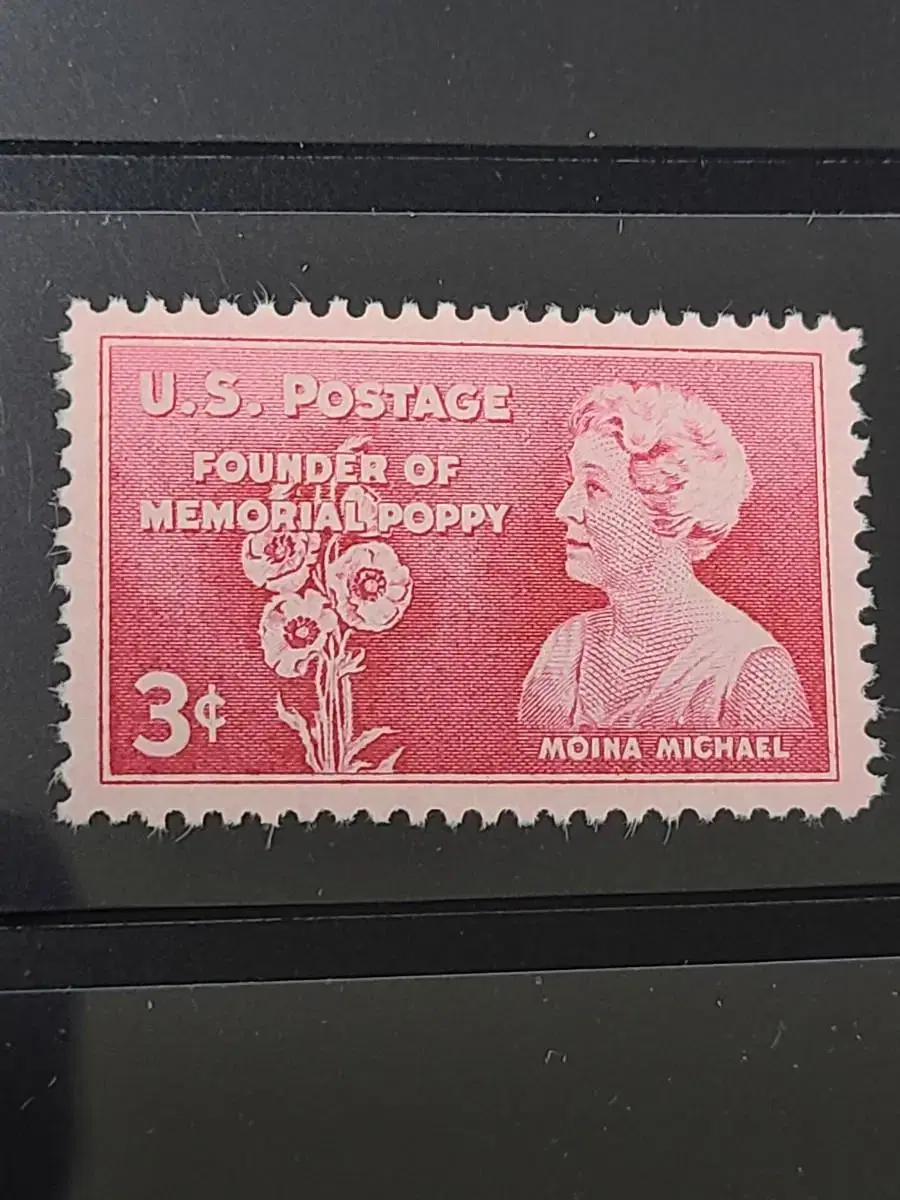 U.S. POSTAGE
FOUNDER OF
MEMORIAL POPPY
3¢
MOINA MICHAEL